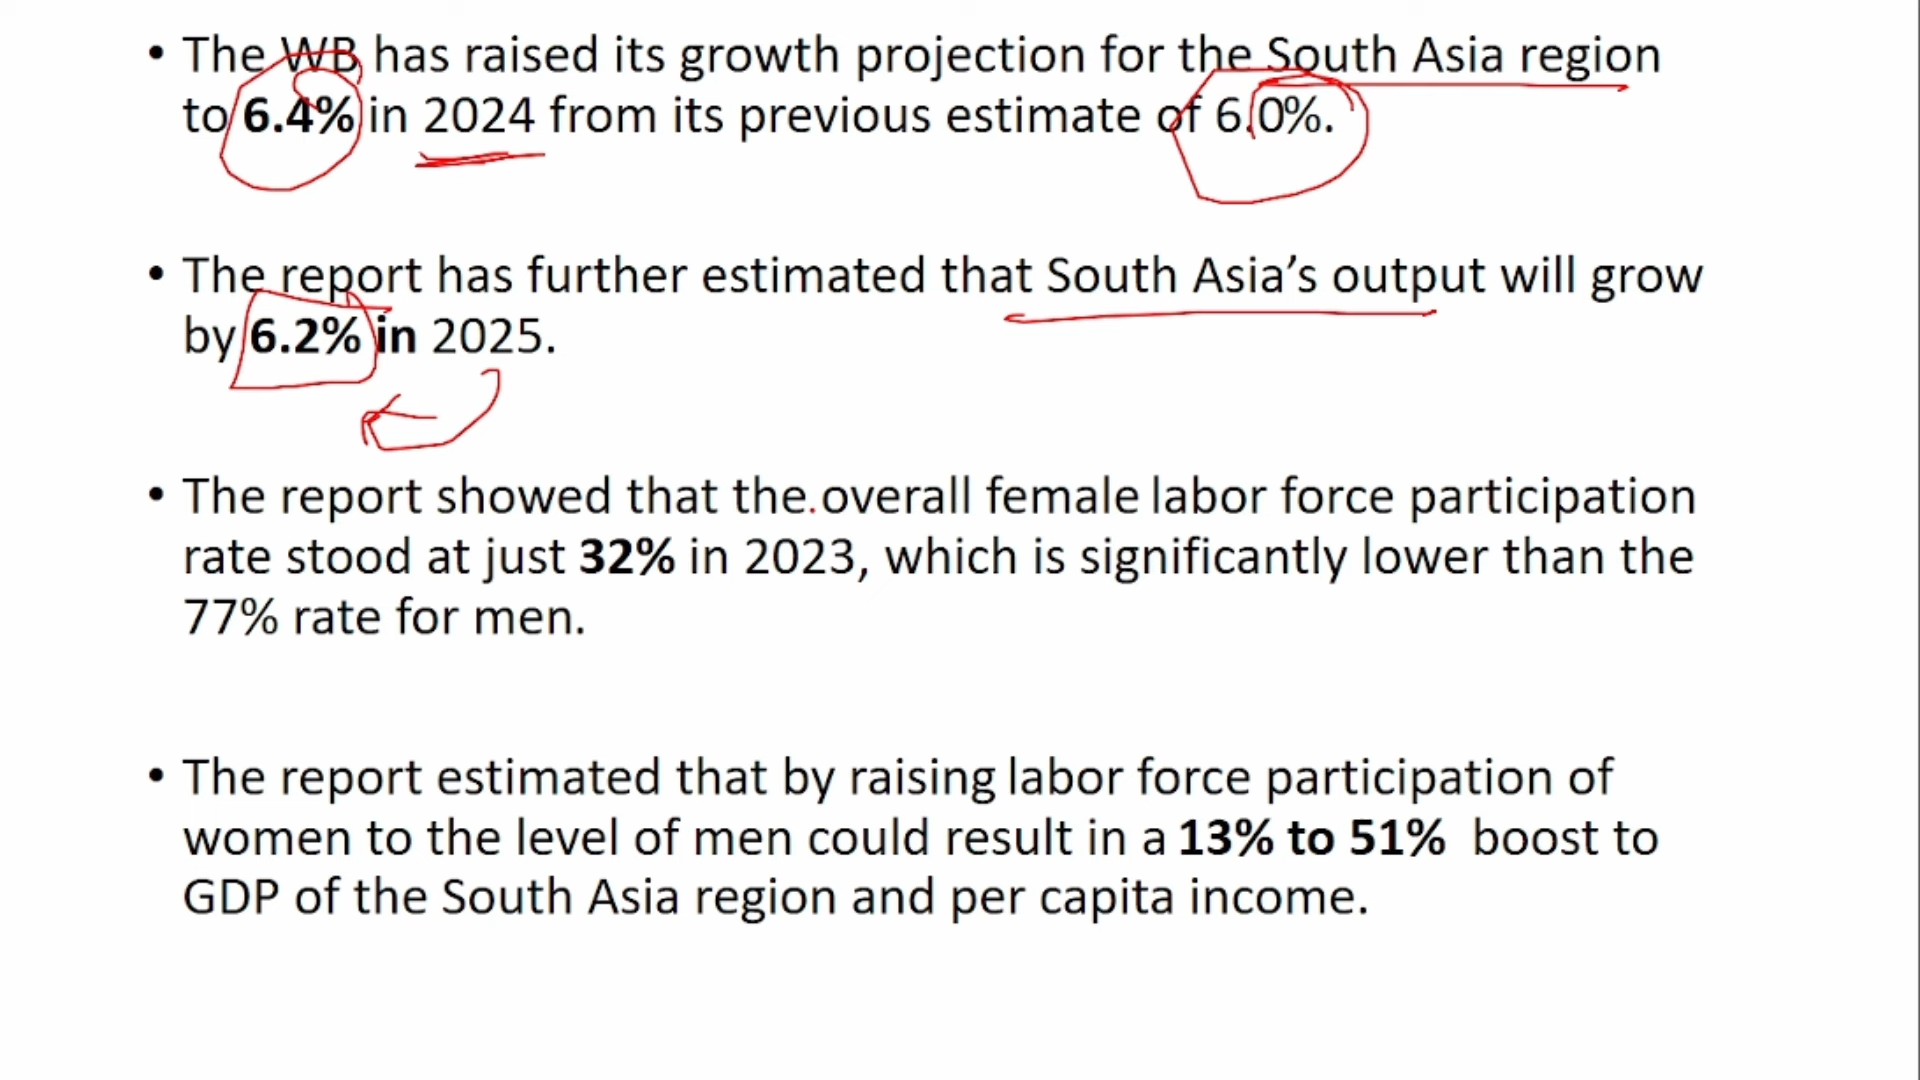 • The WB has raised its growth projection for the South Asia region
to 6.4% in 2024 from its previous estimate of 6.0%.
• The report has further estimated that South Asia’s output will grow
by 6.2% in 2025.
• The report showed that the overall female labor force participation
rate stood at just 32% in 2023, which is significantly lower than the
77% rate for men.
• The report estimated that by raising labor force participation of
women to the level of men could result in a 13% to 51% boost to
GDP of the South Asia region and per capita income.